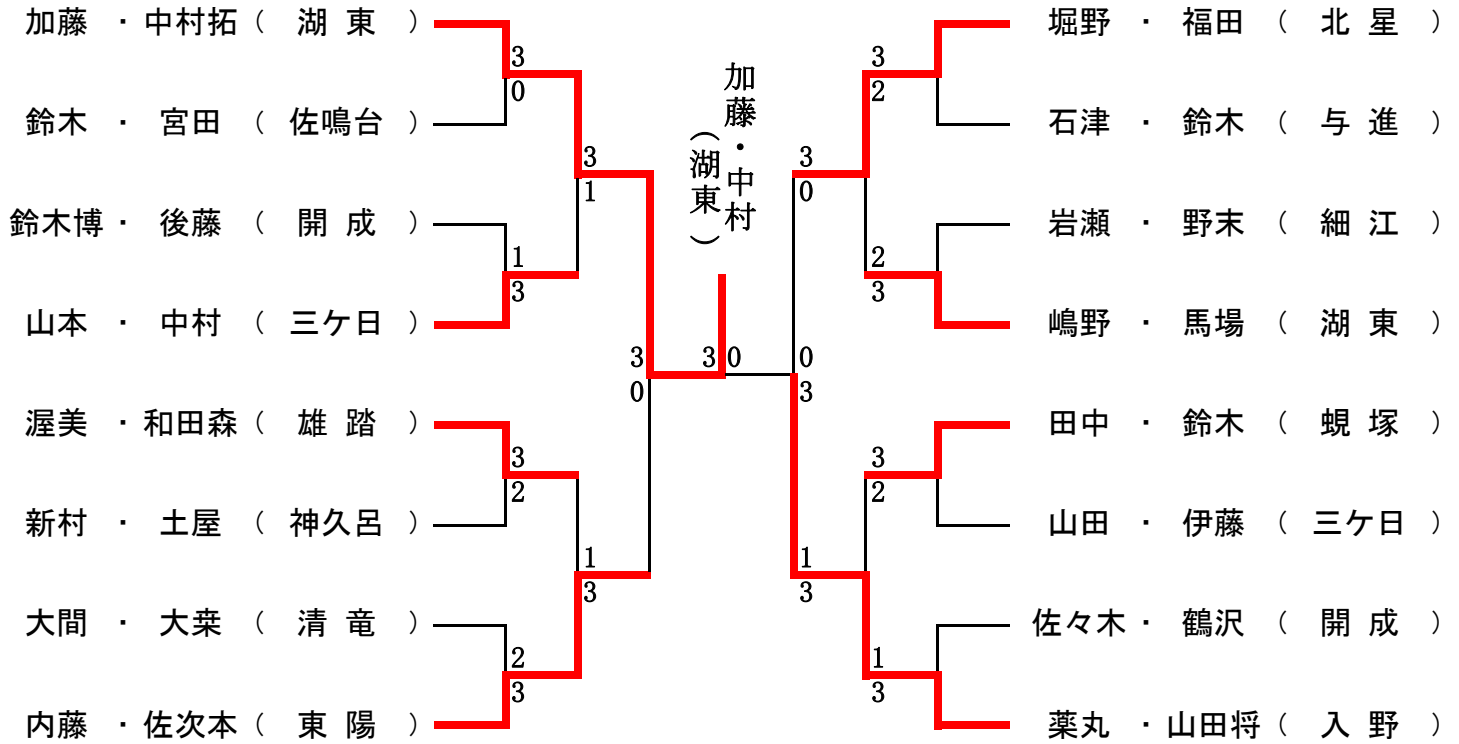 加藤 ・ 中村拓 （ 湖 東 ）
3
0
鈴木 ・ 宮田 （ 佐鳴台 ）
3
1
鈴木博 ・ 後藤 （ 開 成 ）
1
3
山本 ・ 中村 （ 三ケ日 ）
3
0
渥美 ・ 和田森 （ 雄 踏 ）
3
2
新村 ・ 土屋 （ 神久呂 ）
1
3
大間 ・ 大桒 （ 清 竜 ）
2
3
内藤 ・ 佐次本 （ 東 陽 ）
加藤・中村
（湖東）
3 0
堀野 ・ 福田 （ 北 星 ）
3
2
石津 ・ 鈴木 （ 与 進 ）
3
0
岩瀬 ・ 野末 （ 細 江 ）
2
3
嶋野 ・ 馬場 （ 湖 東 ）
0
3
田中 ・ 鈴木 （ 蜆 塚 ）
3
2
山田 ・ 伊藤 （ 三ケ日 ）
1
3
佐々木 ・ 鶴沢 （ 開 成 ）
1
3
薬丸 ・ 山田将 （ 入 野 ）